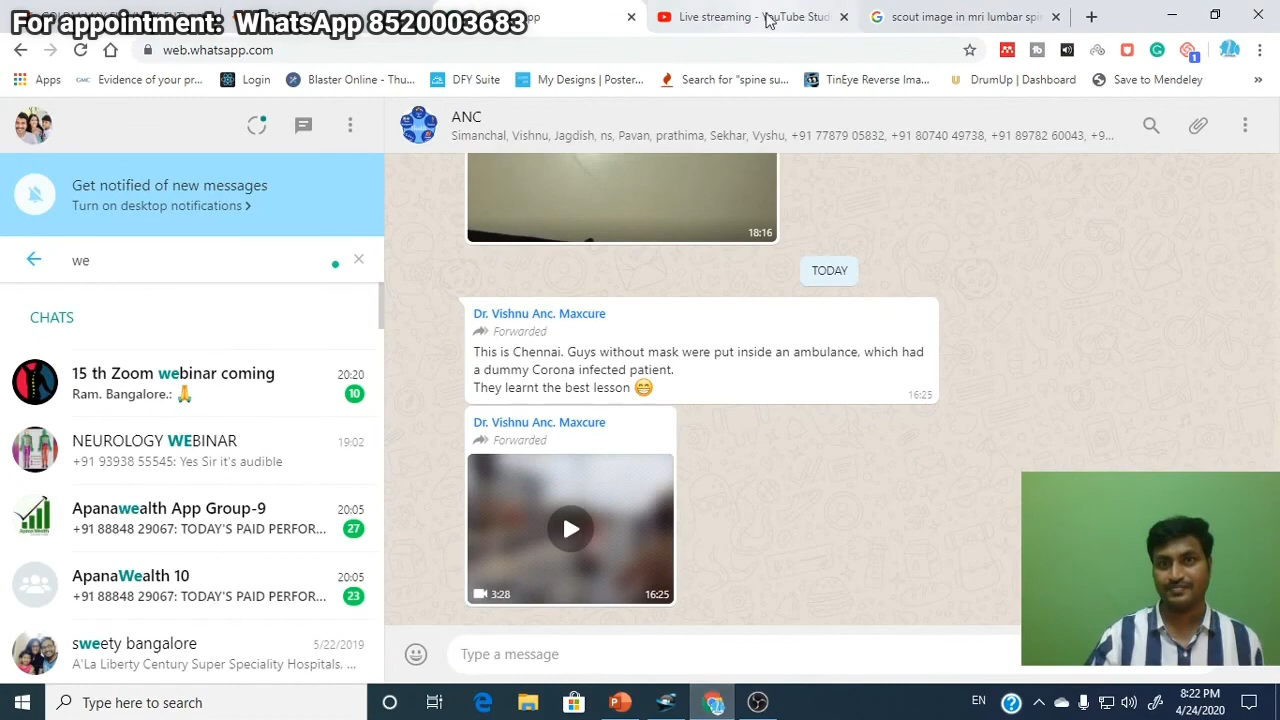 For appointment: WhatsApp 8520003683
Live streaming - YouTube Stud
scout image in mri lumbar spi
web.whatsapp.com
1
Apps
Evidence of your pr...
Login
Blaster Online - Thu...
DFY Suite
My Designs | Poster...
Search for "spine su...
TinEye Reverse Ima...
DrumUp | Dashboard
Save to Mendeley
»
ANC
Simanchal, Vishnu, Jagdish, ns, Pavan, prathima, Sekhar, Vyshu, +91 77879 05832, +91 80740 49738, +91 89782 60043, +9...
Get notified of new messages
Turn on desktop notifications >
we
CHATS
15 th Zoom webinar coming
20:20
Ram. Bangalore.: 🙏
10
NEUROLOGY WEBINAR
19:02
+91 93938 55545: Yes Sir it's audible
Apanawealth App Group-9
20:05
+91 88848 29067: TODAY'S PAID PERFOR...
27
ApanaWealth 10
20:05
+91 88848 29067: TODAY'S PAID PERFOR...
23
sweety bangalore
5/22/2019
A'La Liberty Century Super Speciality Hospitals, ...
18:16
TODAY
Dr. Vishnu Anc. Maxcure
Forwarded
This is Chennai. Guys without mask were put inside an ambulance, which had
a dummy Corona infected patient.
They learnt the best lesson 😁
16:25
Dr. Vishnu Anc. Maxcure
Forwarded
3:28
16:25
Type a message
Type here to search
EN
8:22 PM
4/24/2020